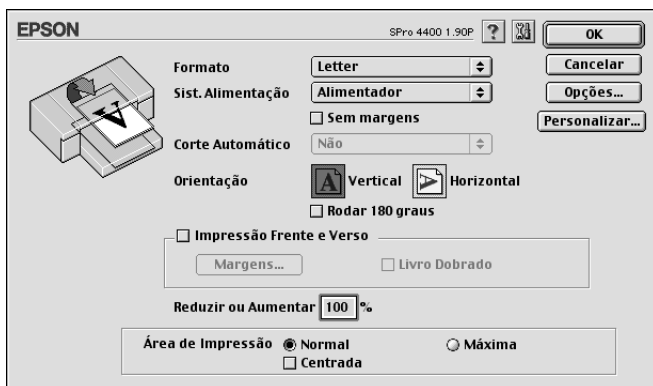 EPSON
SPro 4400 1.90P ? OK
Formato Letter Cancelar
Sist. Alimentação Alimentador Opções...
Sem margens Personalizar...
Corte Automático Não
Orientação A Vertical A Horizontal
Rodar 180 graus
Impressão Frente e Verso
Margens... Livro Dobrado
Reduzir ou Aumentar 100 %
Área de Impressão Normal Máxima
Centrada